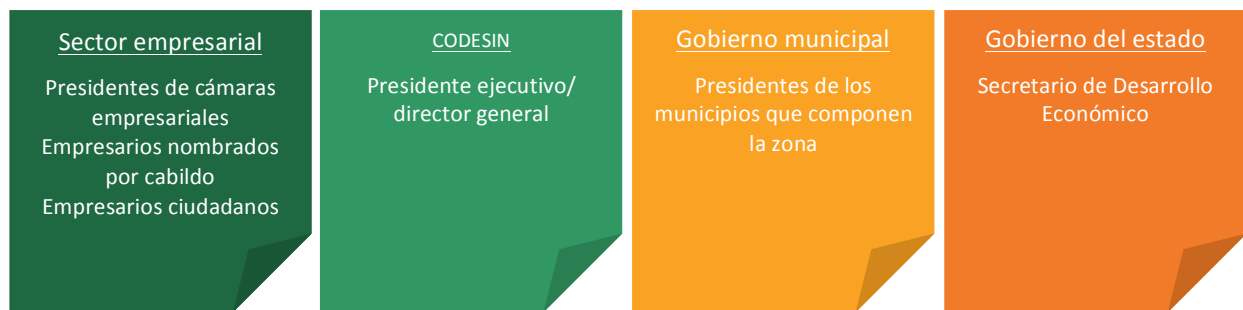 Sector empresarial
Presidentes de cámaras
empresariales
Empresarios nombrados
por cabildo
Empresarios ciudadanos
CODESIN
Presidente ejecutivo/
director general
Gobierno municipal
Presidentes de los
municipios que componen
la zona
Gobierno del estado
Secretario de Desarrollo
Económico